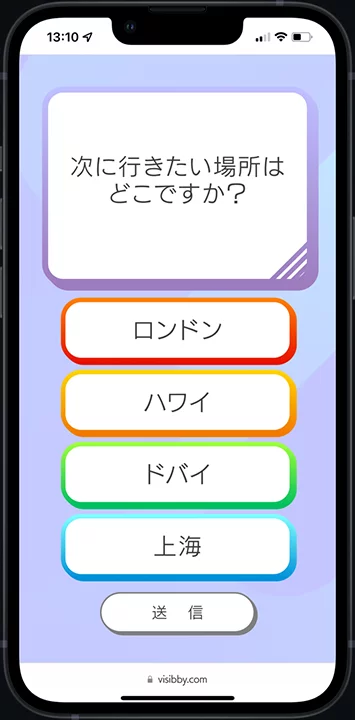 13:10
次に行きたい場所は
どこですか？
ロンドン
ハワイ
ドバイ
上海
送 信
visibby.com